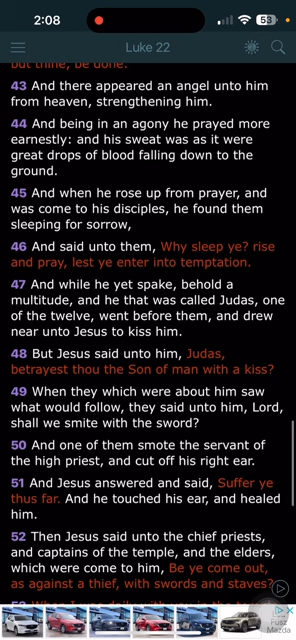 2:08
53
Luke 22
but thine, be done.
43 And there appeared an angel unto him
from heaven, strengthening him.
44 And being in an agony he prayed more
earnestly: and his sweat was as it were
great drops of blood falling down to the
ground.
45 And when he rose up from prayer, and
was come to his disciples, he found them
sleeping for sorrow,
46 And said unto them, Why sleep ye? rise
and pray, lest ye enter into temptation.
47 And while he yet spake, behold a
multitude, and he that was called Judas, one
of the twelve, went before them, and drew
near unto Jesus to kiss him.
48 But Jesus said unto him, Judas,
betrayest thou the Son of man with a kiss?
49 When they which were about him saw
what would follow, they said unto him, Lord,
shall we smite with the sword?
50 And one of them smote the servant of
the high priest, and cut off his right ear.
51 And Jesus answered and said, Suffer ye
thus far. And he touched his ear, and healed
him.
52 Then Jesus said unto the chief priests,
and captains of the temple, and the elders,
which were come to him, Be ye come out,
as against a thief, with swords and staves?
Fusz
Mazda